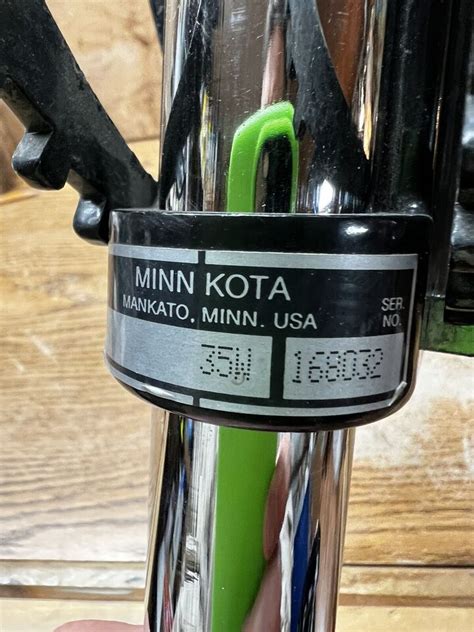 MINN KOTA
MANKATO, MINN. USA
SER.
NO.
35W
168032